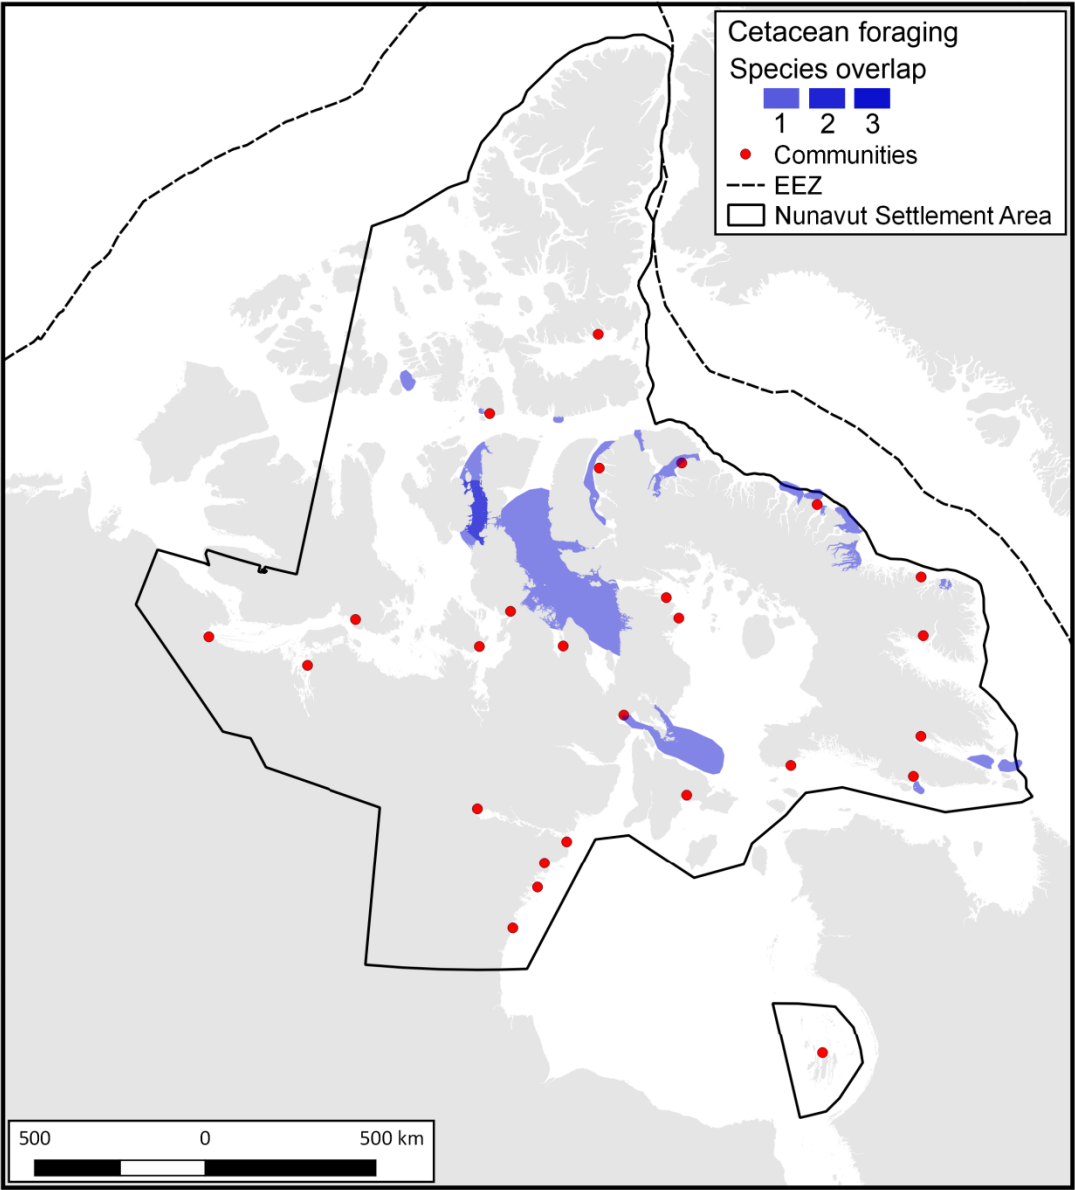 Cetacean foraging
Species overlap
1 2 3
Communities
EEZ
Nunavut Settlement Area
500 0 500 km